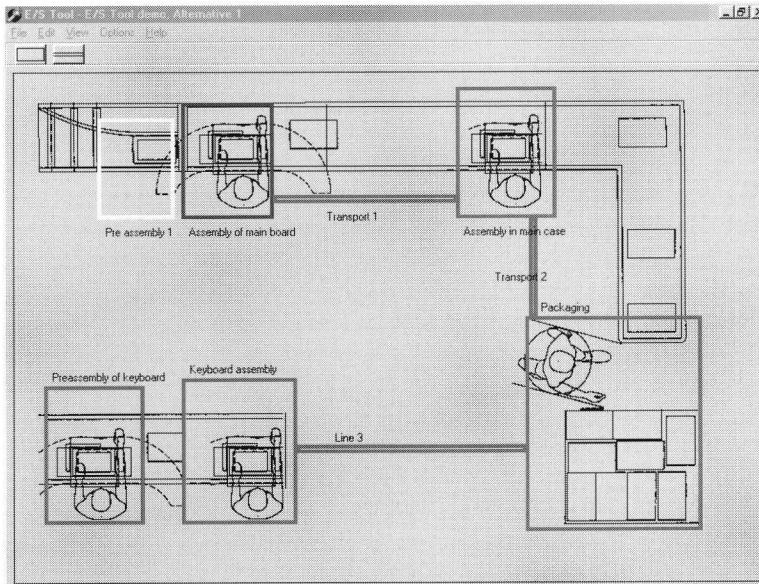 E/S Tool - E/S Tool demo, Alternative 1
File Edit View Options Help
Transport 1
Pre assembly 1
Assembly of main board
Assembly in main case
Transport 2
Packaging
Preassembly of keyboard
Keyboard assembly
Line 3